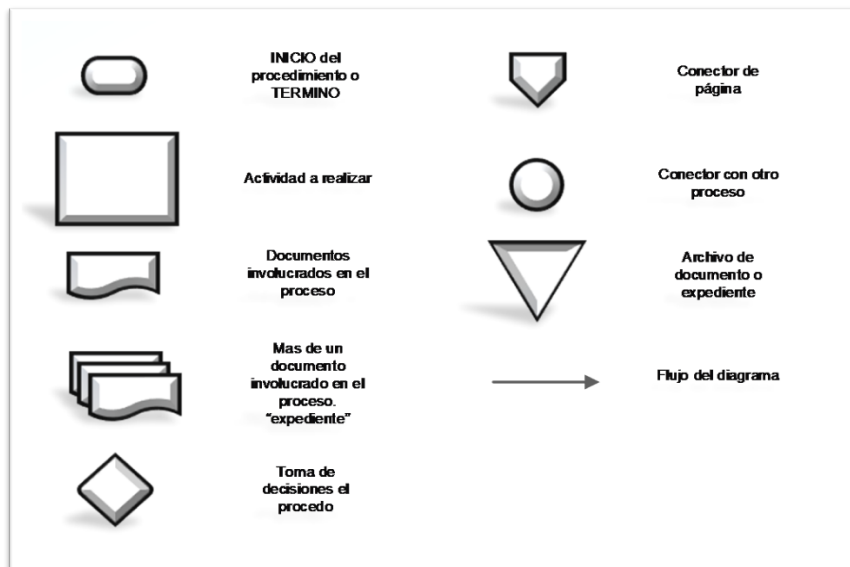 INICIO del
procedimiento o
TERMINO
Actividad a realizar
Documentos
involucrados en el
proceso
Mas de un
documento
involucrado en el
proceso.
"expediente"
Toma de
decisiones el
procedo
Conector de
página
Conector con otro
proceso
Archivo de
documento o
expediente
Flujo del diagrama